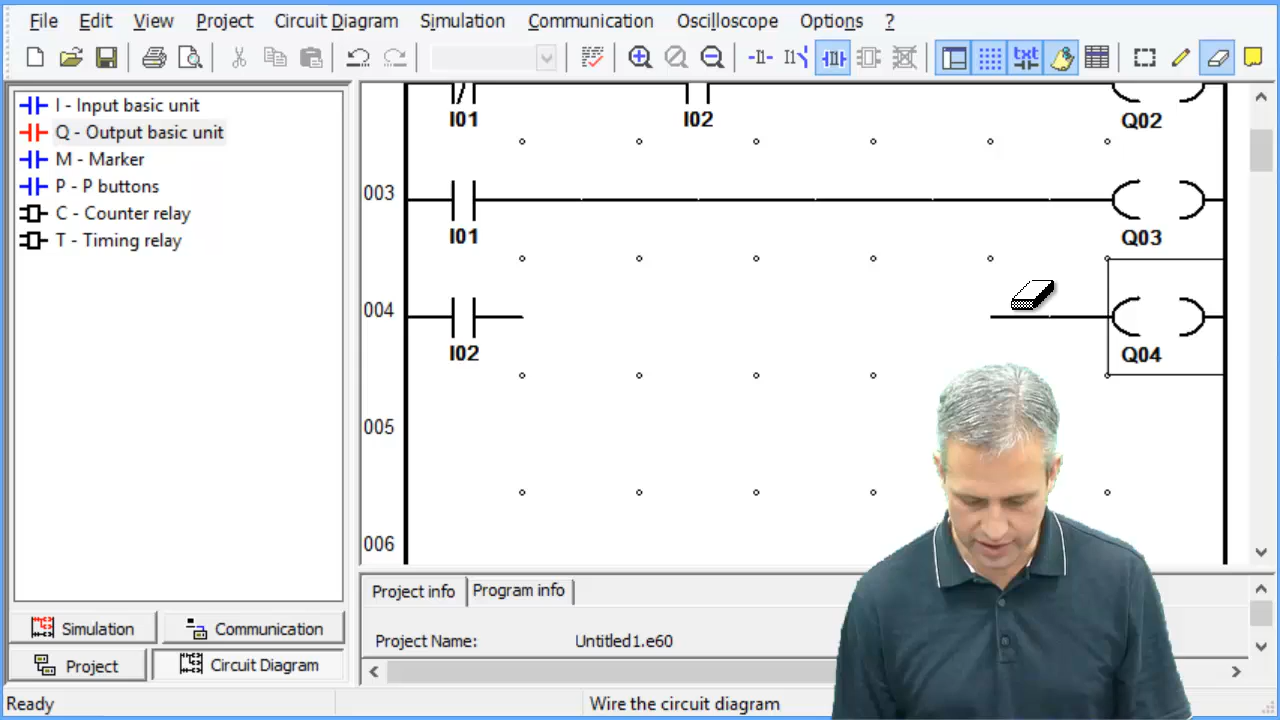 File Edit View Project Circuit Diagram Simulation Communication Oscilloscope Options ?
txt
I - Input basic unit
Q - Output basic unit
M - Marker
P - P buttons
C - Counter relay
T - Timing relay
I01 I02 Q02
003
I01 Q03
004
I02 Q04
005
006
Project info Program info
Simulation Communication
Project Name: Untitled1.e60
Project Circuit Diagram
Ready Wire the circuit diagram